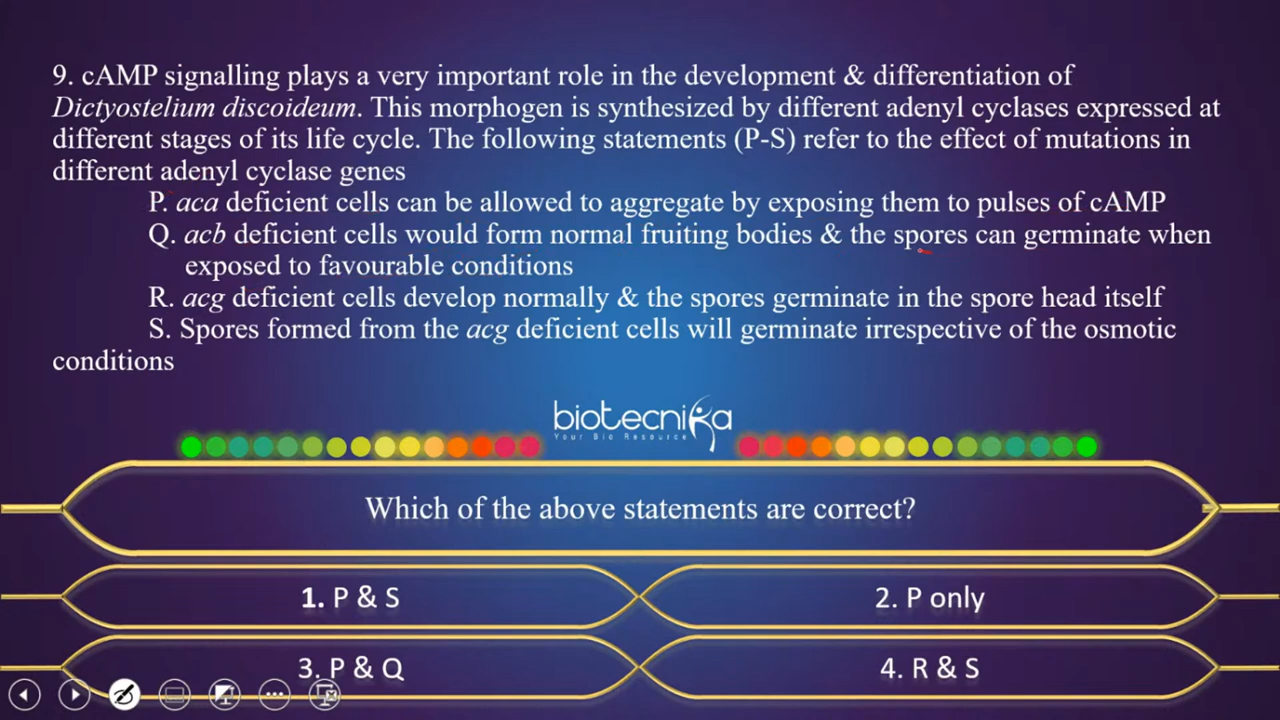 9. cAMP signalling plays a very important role in the development & differentiation of
Dictyostelium discoideum. This morphogen is synthesized by different adenyl cyclases expressed at
different stages of its life cycle. The following statements (P-S) refer to the effect of mutations in
different adenyl cyclase genes
P. aca deficient cells can be allowed to aggregate by exposing them to pulses of cAMP
Q. acb deficient cells would form normal fruiting bodies & the spores can germinate when
exposed to favourable conditions
R. acg deficient cells develop normally & the spores germinate in the spore head itself
S. Spores formed from the acg deficient cells will germinate irrespective of the osmotic
conditions
biotecnika
Your Bio Resource
Which of the above statements are correct?
1. P & S
2. P only
3. P & Q
4. R & S